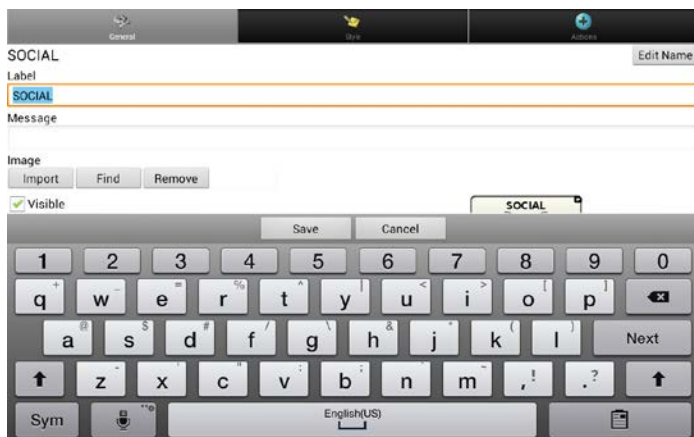 General Style Actions
SOCIAL Edit Name
Label
SOCIAL
Message
Image
Import Find Remove
Visible SOCIAL
Save Cancel
1 2 3 4 5 6 7 8 9 0
q + w _ e = r % t ^ y | u < i > o [ p ]
a @ s $ d # f / g \ h & j * k ( l ) Next
z - x ' c " v : b ; n m , ! . ?
Sym English(US)